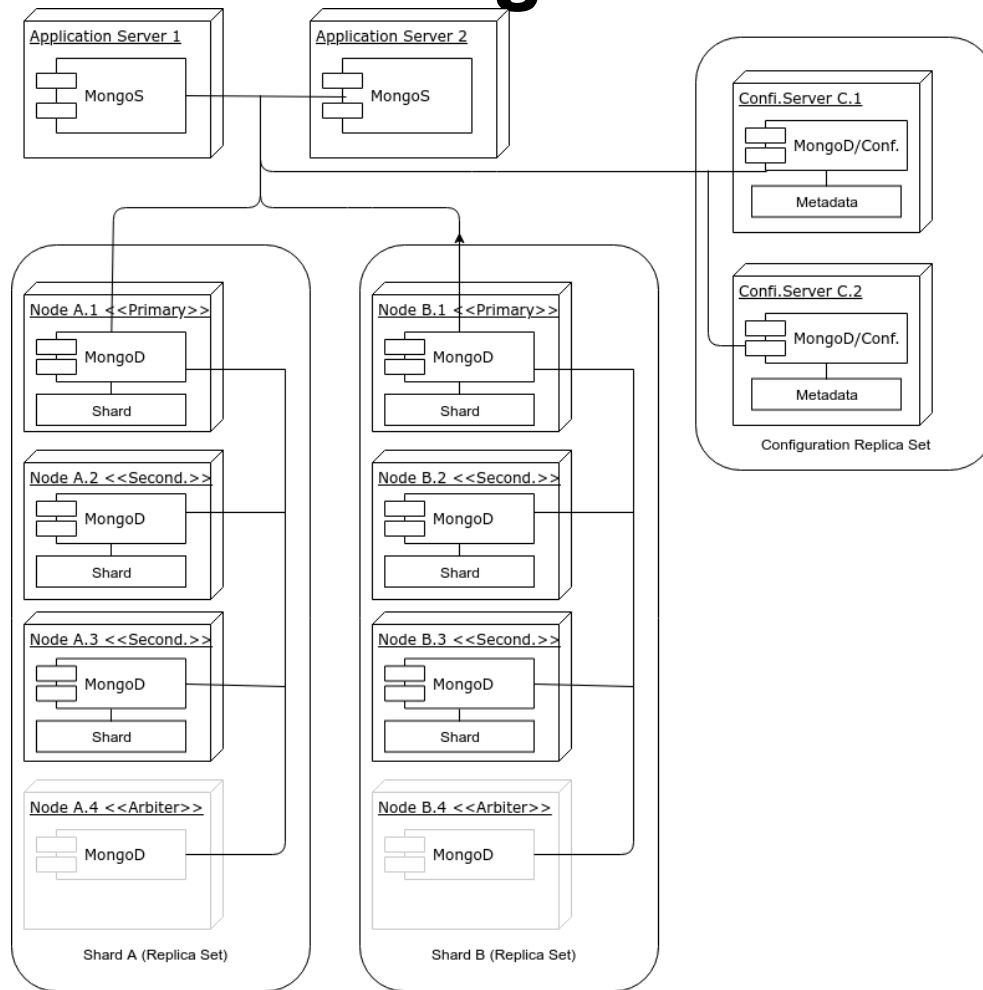 Application Server 1
MongoS
Application Server 2
MongoS
Confi.Server C.1
MongoD/Conf.
Metadata
Confi.Server C.2
MongoD/Conf.
Metadata
Configuration Replica Set
Node A.1 <<Primary>>
MongoD
Shard
Node A.2 <<Second.>>
MongoD
Shard
Node A.3 <<Second.>>
MongoD
Shard
Node A.4 <<Arbiter>>
MongoD
Shard A (Replica Set)
Node B.1 <<Primary>>
MongoD
Shard
Node B.2 <<Second.>>
MongoD
Shard
Node B.3 <<Second.>>
MongoD
Shard
Node B.4 <<Arbiter>>
MongoD
Shard B (Replica Set)